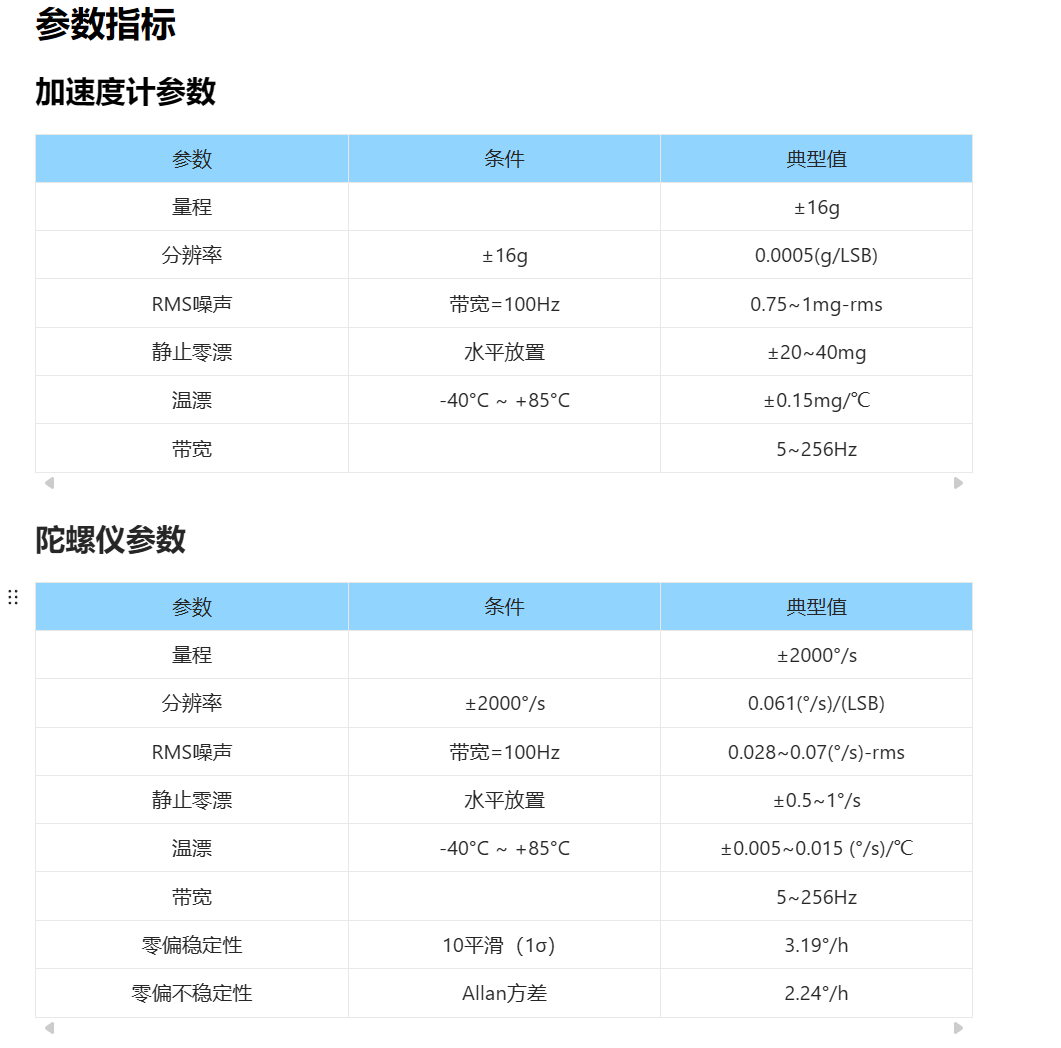 参数指标
加速度计参数
参数 条件 典型值
量程 ±16g
分辨率 ±16g 0.0005(g/LSB)
RMS噪声 带宽=100Hz 0.75~1mg-rms
静止零漂 水平放置 ±20~40mg
温漂 -40°C ~ +85°C ±0.15mg/℃
带宽 5~256Hz
陀螺仪参数
参数 条件 典型值
量程 ±2000°/s
分辨率 ±2000°/s 0.061(°/s)/(LSB)
RMS噪声 带宽=100Hz 0.028~0.07(°/s)-rms
静止零漂 水平放置 ±0.5~1°/s
温漂 -40°C ~ +85°C ±0.005~0.015 (°/s)/℃
带宽 5~256Hz
零偏稳定性 10平滑（1σ） 3.19°/h
零偏不稳定性 Allan方差 2.24°/h